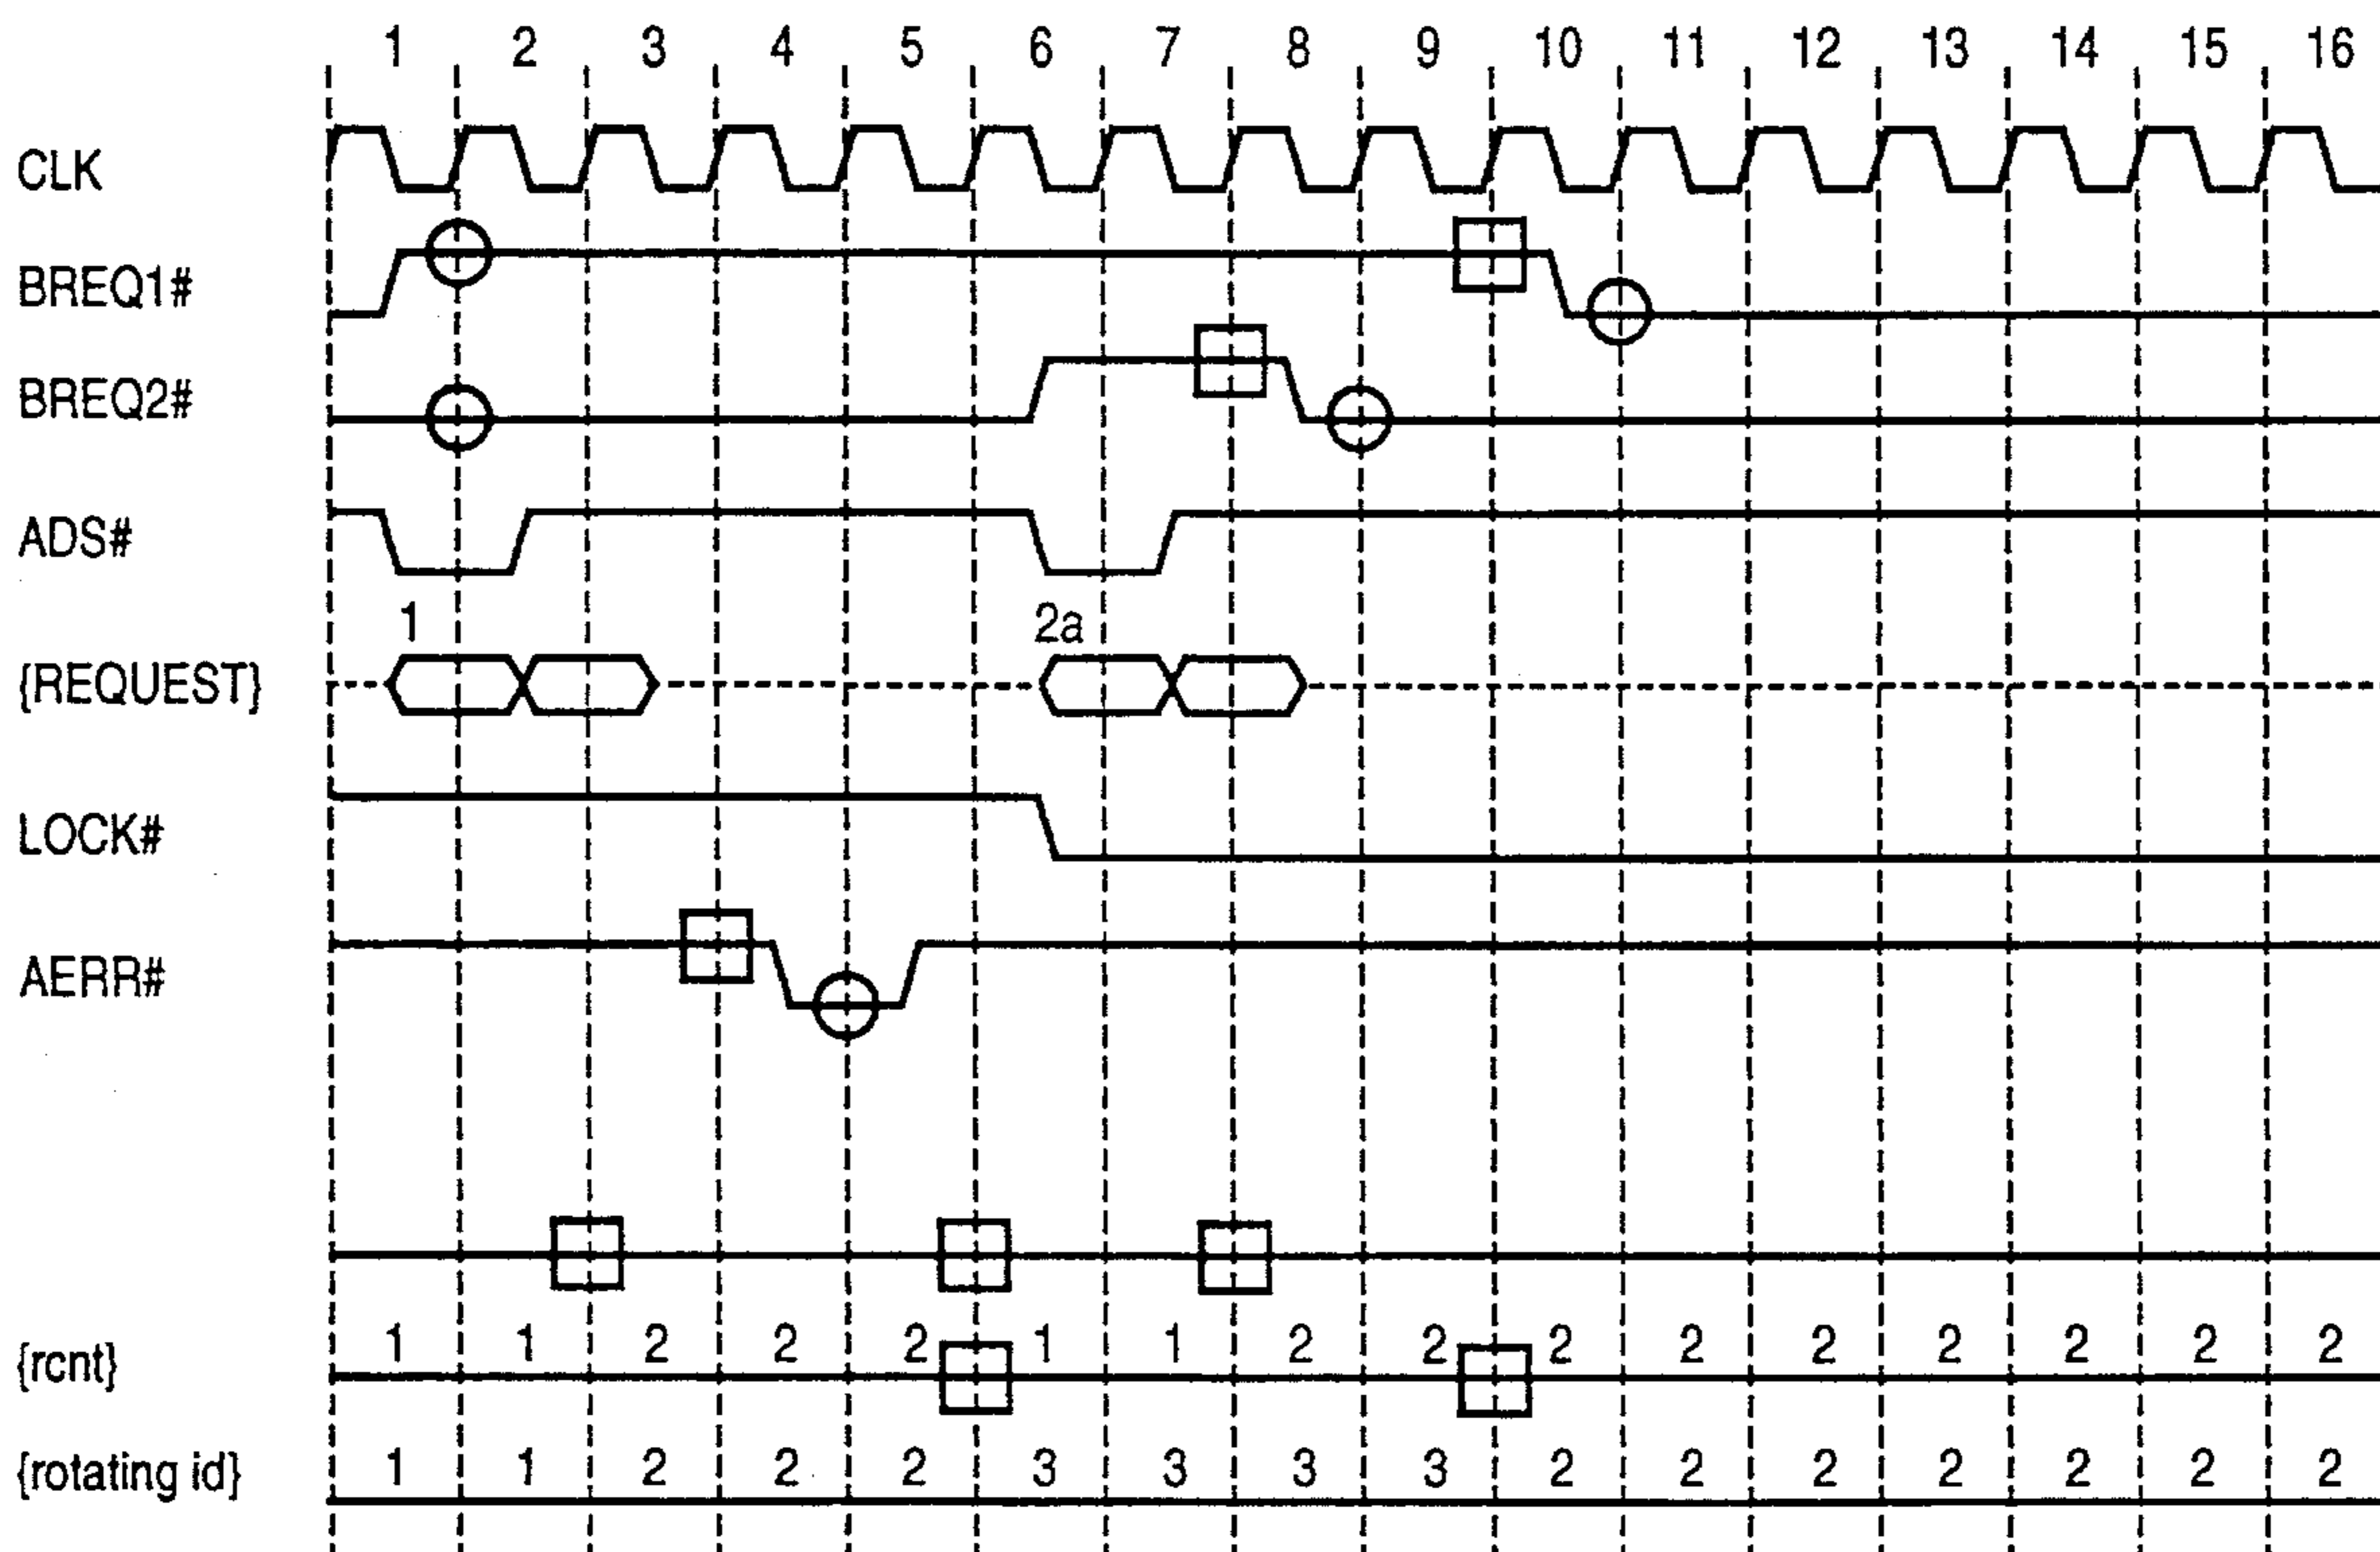 1 2 3 4 5 6 7 8 9 10 11 12 13 14 15 16
CLK
BREQ1#
BREQ2#
ADS#
1 2a
{REQUEST}
LOCK#
AERR#
{rcnt} 1 1 2 2 2 1 1 2 2 2 2 2 2 2 2 2
{rotating id} 1 1 2 2 2 3 3 3 3 2 2 2 2 2 2 2